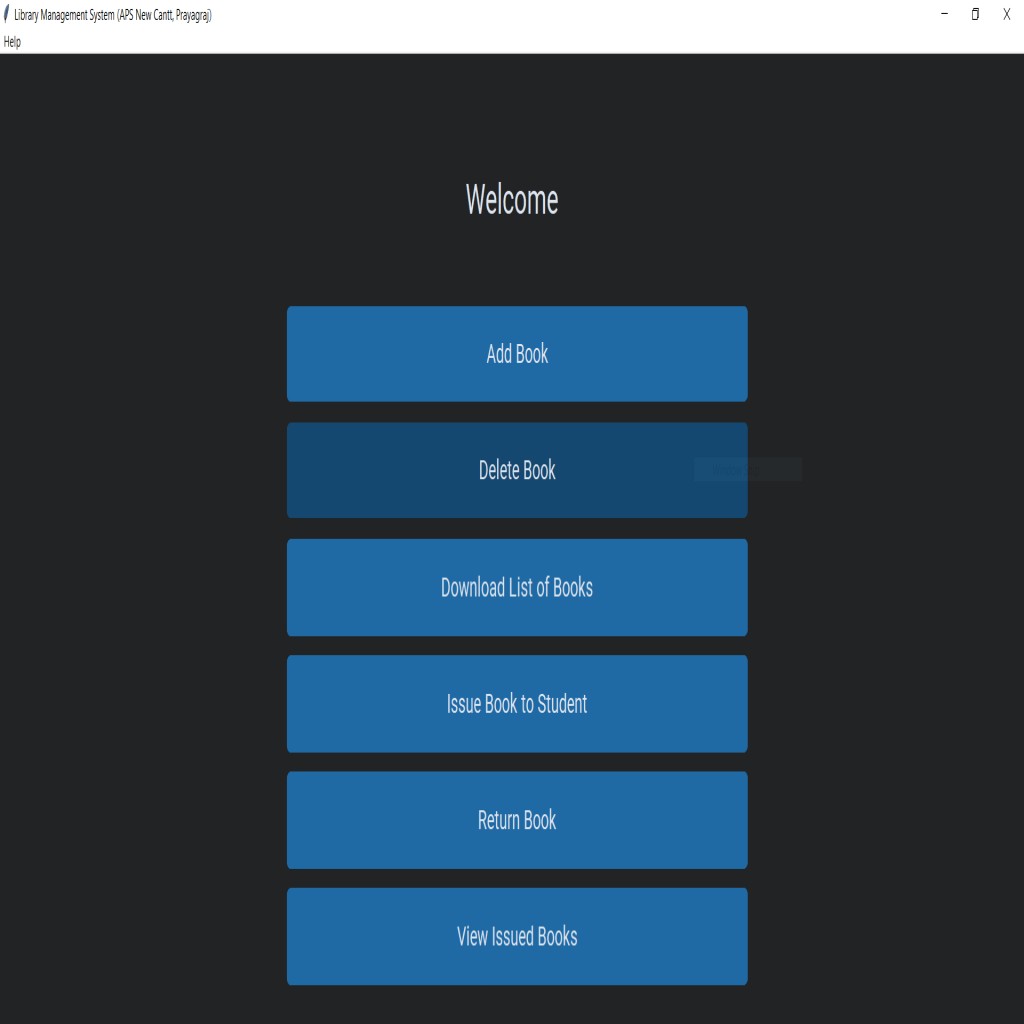 Library Management System (APS New Cantt, Prayagraj)
Help
Welcome
Add Book
Delete Book
Download List of Books
Issue Book to Student
Return Book
View Issued Books